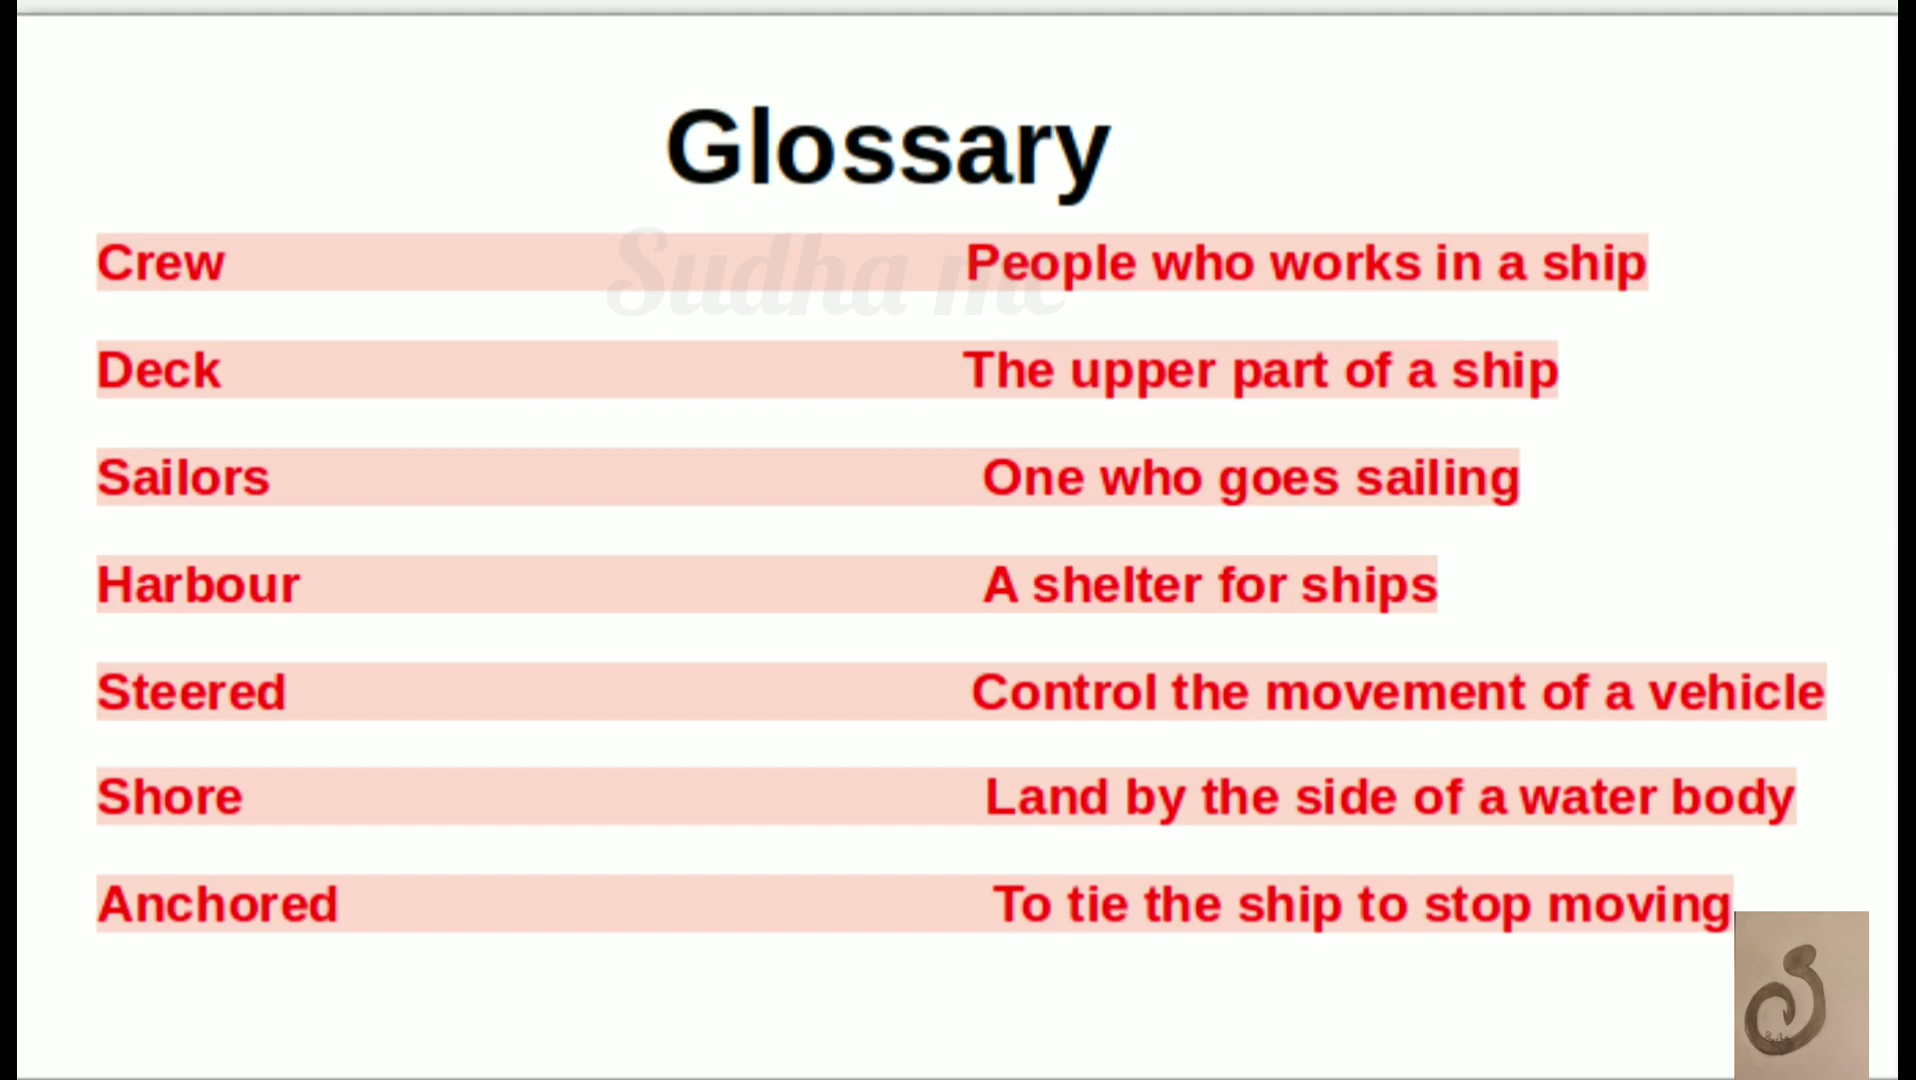 Glossary
Crew People who works in a ship
Sudha me
Deck The upper part of a ship
Sailors One who goes sailing
Harbour A shelter for ships
Steered Control the movement of a vehicle
Shore Land by the side of a water body
Anchored To tie the ship to stop moving